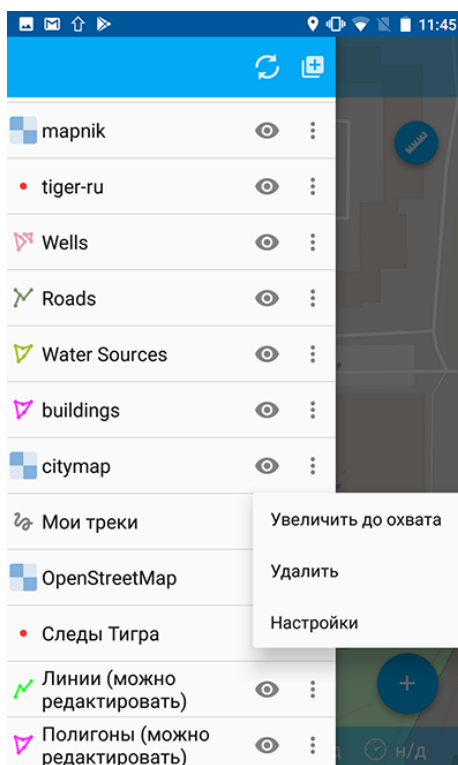 11:45
mapnik
tiger-ru
Wells
Roads
Water Sources
buildings
citymap
Мои треки
Увеличить до охвата
OpenStreetMap
Удалить
Следы Тигра
Настройки
Линии (можно
редактировать)
Полигоны (можно
редактировать)
н/д